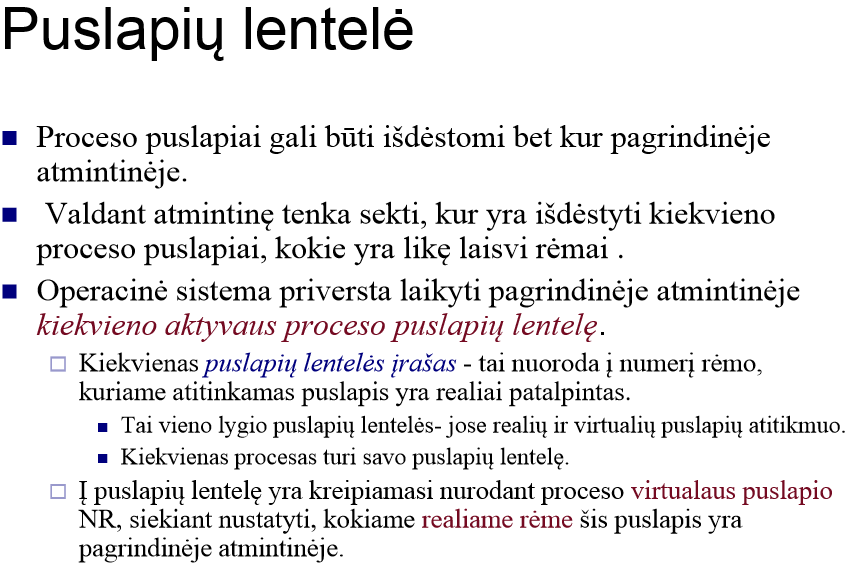 Puslapių lentelė
Proceso puslapiai gali būti išdėstomi bet kur pagrindinėje
atmintinėje.
Valdant atmintinę tenka sekti, kur yra išdėstyti kiekvieno
proceso puslapiai, kokie yra likę laisvi rėmai .
Operacinė sistema priversta laikyti pagrindinėje atmintinėje
kiekvieno aktyvaus proceso puslapių lentelę.
Kiekvienas puslapių lentelės įrašas - tai nuoroda į numerį rėmo,
kuriame atitinkamas puslapis yra realiai patalpintas.
Tai vieno lygio puslapių lentelės- jose realių ir virtualių puslapių atitikmuo.
Kiekvienas procesas turi savo puslapių lentelę.
Į puslapių lentelę yra kreipiamasi nurodant proceso virtualaus puslapio
NR, siekiant nustatyti, kokiame realiame rėme šis puslapis yra
pagrindinėje atmintinėje.